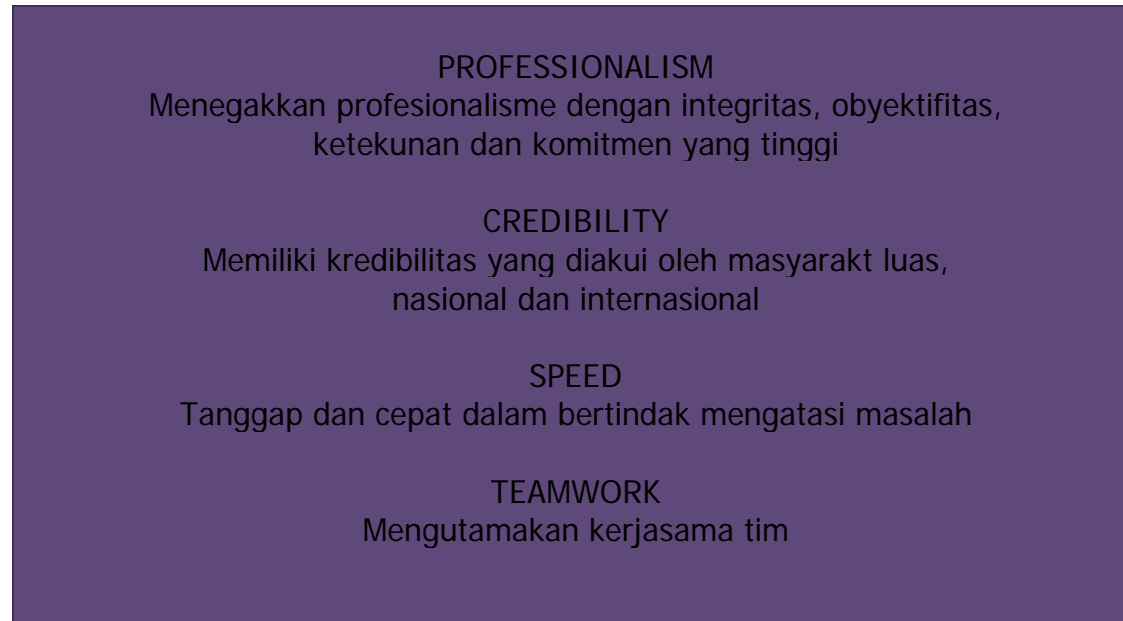 PROFESSIONALISM
Menegakkan profesionalisme dengan integritas, obyektifitas,
ketekunan dan komitmen yang tinggi
CREDIBILITY
Memiliki kredibilitas yang diakui oleh masyarakt luas,
nasional dan internasional
SPEED
Tanggap dan cepat dalam bertindak mengatasi masalah
TEAMWORK
Mengutamakan kerjasama tim